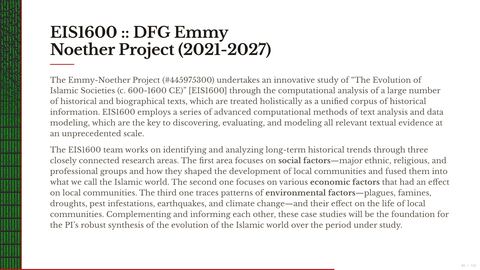 EIS1600 :: DFG Emmy
Noether Project (2021-2027)
The Emmy-Noether Project (#445975300) undertakes an innovative study of “The Evolution of
Islamic Societies (c. 600-1600 CE)” [EIS1600] through the computational analysis of a large number
of historical and biographical texts, which are treated holistically as a unified corpus of historical
information. EIS1600 employs a series of advanced computational methods of text analysis and data
modeling, which are the key to discovering, evaluating, and modeling all relevant textual evidence at
an unprecedented scale.
The EIS1600 team works on identifying and analyzing long-term historical trends through three
closely connected research areas. The first area focuses on social factors—major ethnic, religious, and
professional groups and how they shaped the development of local communities and fused them into
what we call the Islamic world. The second one focuses on various economic factors that had an effect
on local communities. The third one traces patterns of environmental factors—plagues, famines,
droughts, pest infestations, earthquakes, and climate change—and their effect on the life of local
communities. Complementing and informing each other, these case studies will be the foundation for
the PI’s robust synthesis of the evolution of the Islamic world over the period under study.